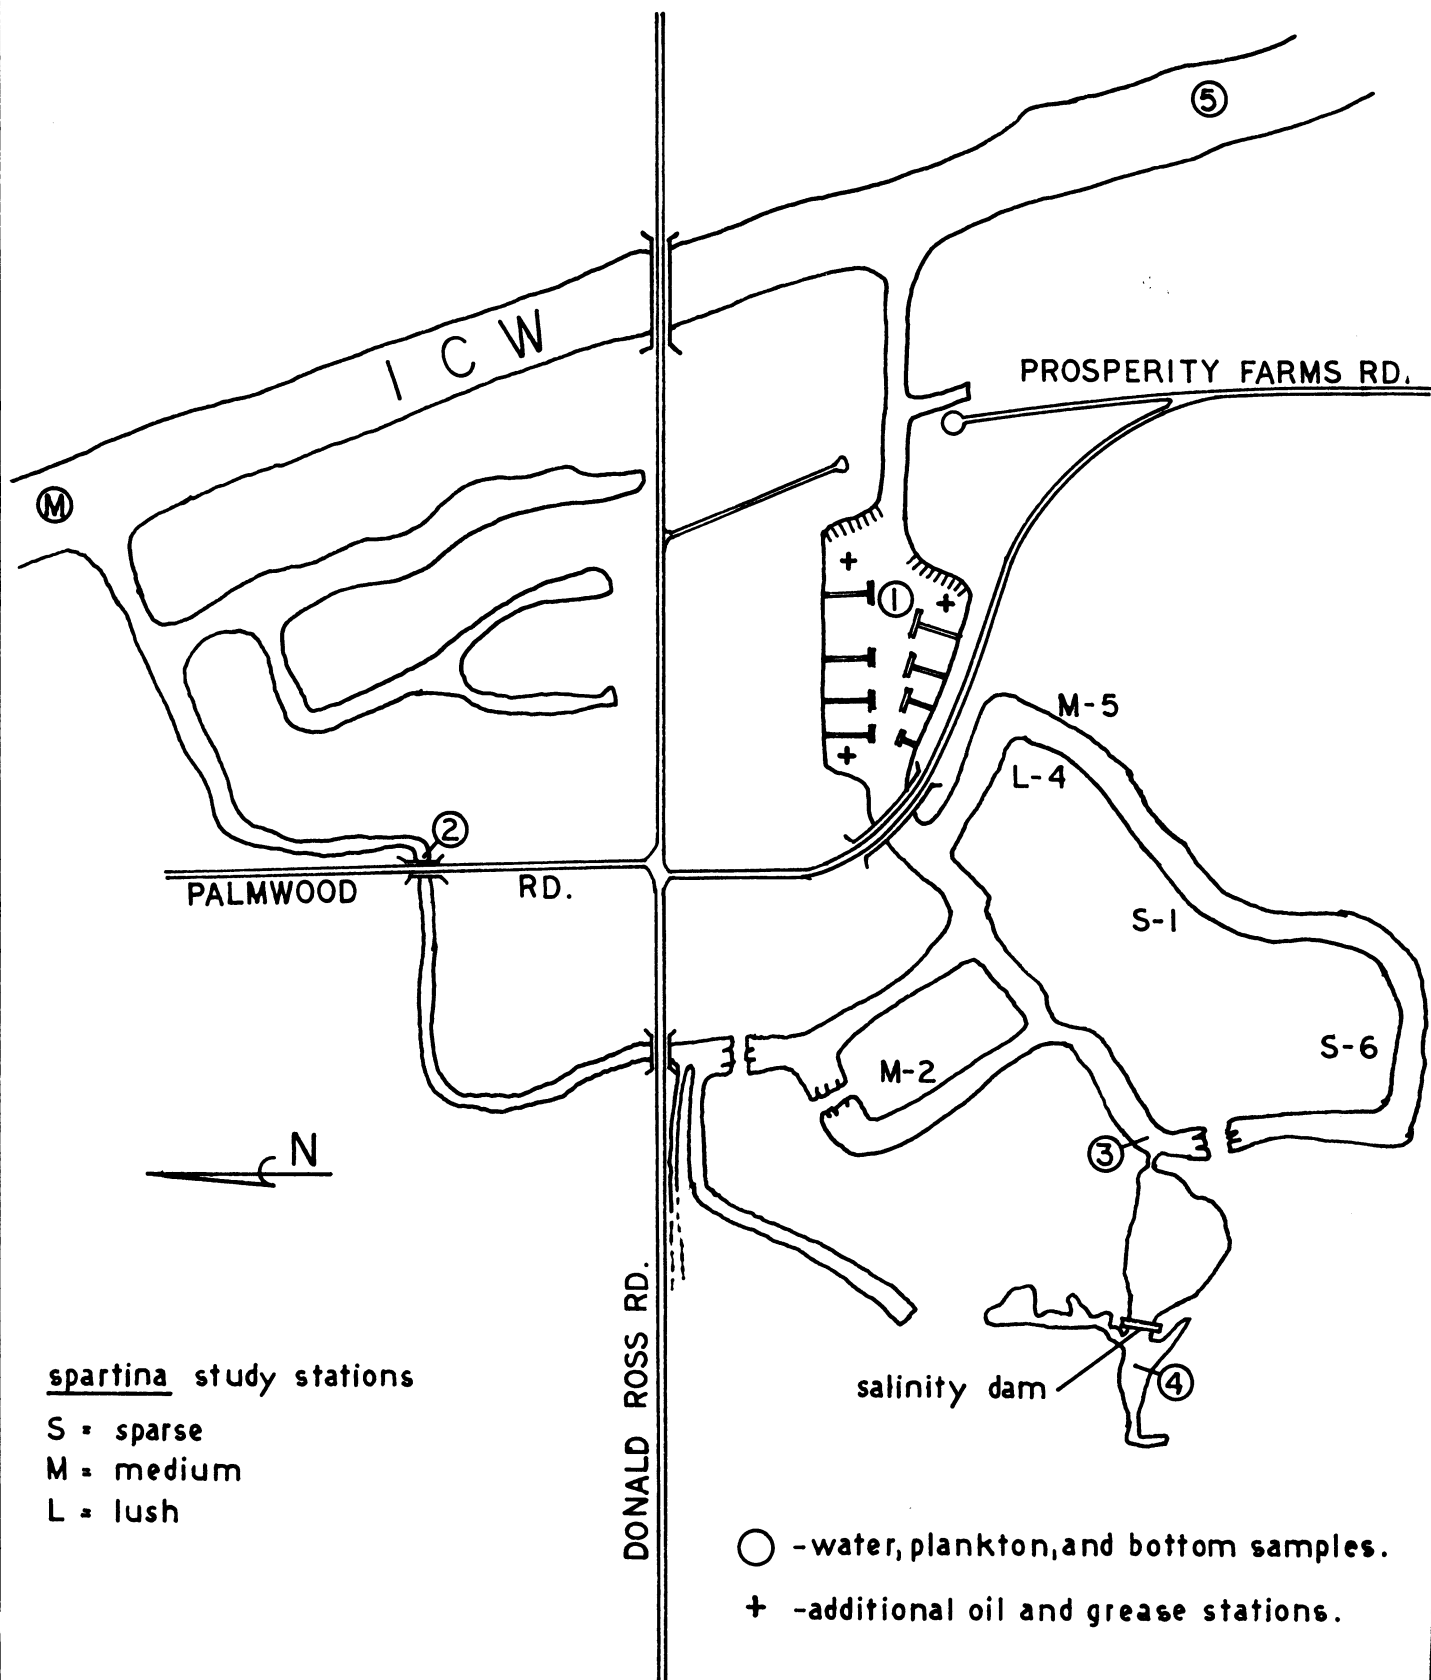 5
I C W
PROSPERITY FARMS RD.
M
1
M-5
L-4
2
PALMWOOD RD.
S-1
M-2
S-6
3
N
DONALD ROSS RD.
salinity dam
4
spartina study stations
S = sparse
M = medium
L = lush
-water, plankton, and bottom samples.
+ -additional oil and grease stations.